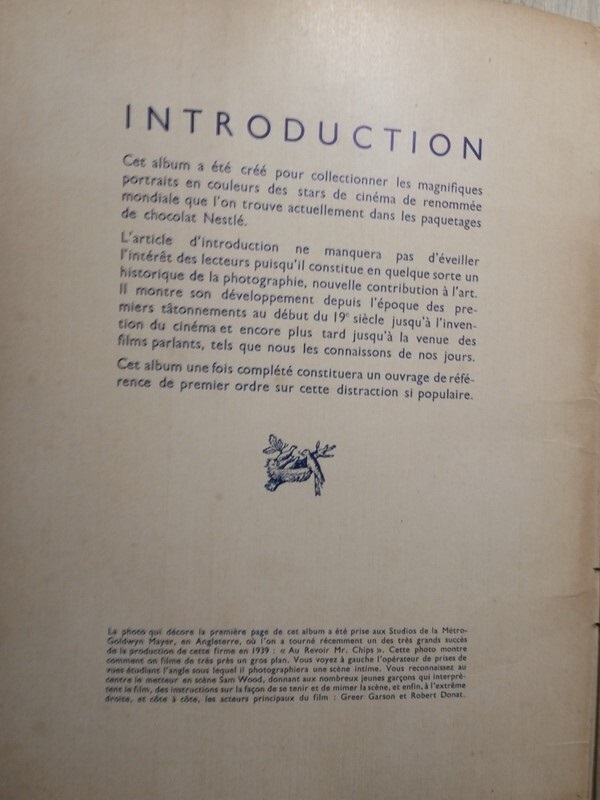 INTRODUCTION
Cet album a été créé pour collectionner les magnifiques
portraits en couleurs des stars de cinéma de renommée
mondiale que l'on trouve actuellement dans les paquetages
de chocolat Nestlé.
L'article d'introduction ne manquera pas d'éveiller
l'intérêt des lecteurs puisqu'il constitue en quelque sorte un
historique de la photographie, nouvelle contribution à l'art.
Il montre son développement depuis l'époque des pre-
miers tâtonnements au début du 19e siècle jusqu'à l'inven-
tion du cinéma et encore plus tard jusqu'à la venue des
films parlants, tels que nous les connaissons de nos jours.
Cet album une fois complété constituera un ouvrage de réfé-
rence de premier ordre sur cette distraction si populaire.
La photo qui décore la première page de cet album a été prise aux Studios de la Métro-
Goldwyn Mayer, en Angleterre, où l'on a tourné récemment un des très grands succès
de la production de cette firme en 1939 : « Au Revoir Mr. Chips ». Cette photo montre
comment on filme de très près un gros plan. Vous voyez à gauche l'opérateur de prises de
vues étudiant l'angle sous lequel il photographiera une scène intime. Vous reconnaissez au
centre le metteur en scène Sam Wood, donnant aux nombreux jeunes garçons qui interprè-
tent le film, des instructions sur la façon de se tenir et de mimer la scène, et enfin, à l'extrême
droite, et côte à côte, les acteurs principaux du film : Greer Garson et Robert Donat.